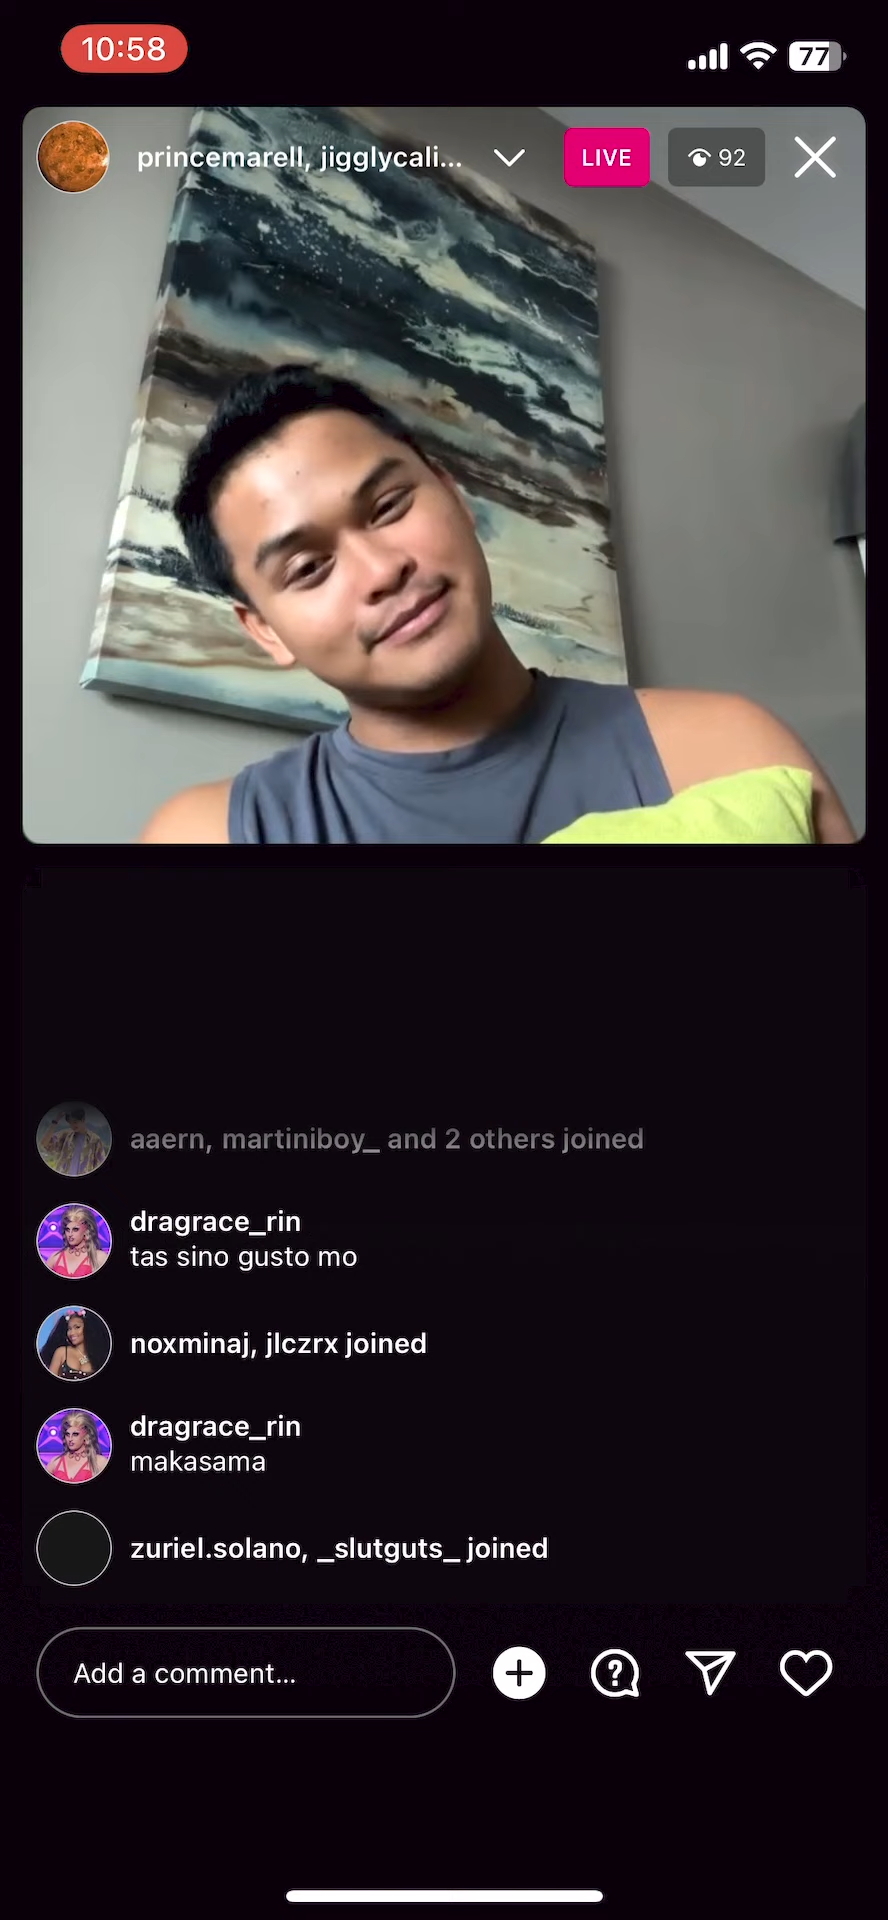 10:58
77
princemarell, jigglycali...
LIVE
92
aaern, martiniboy_ and 2 others joined
dragrace_rin
tas sino gusto mo
noxminaj, jlczrx joined
dragrace_rin
makasama
zuriel.solano, _slutguts_ joined
Add a comment...